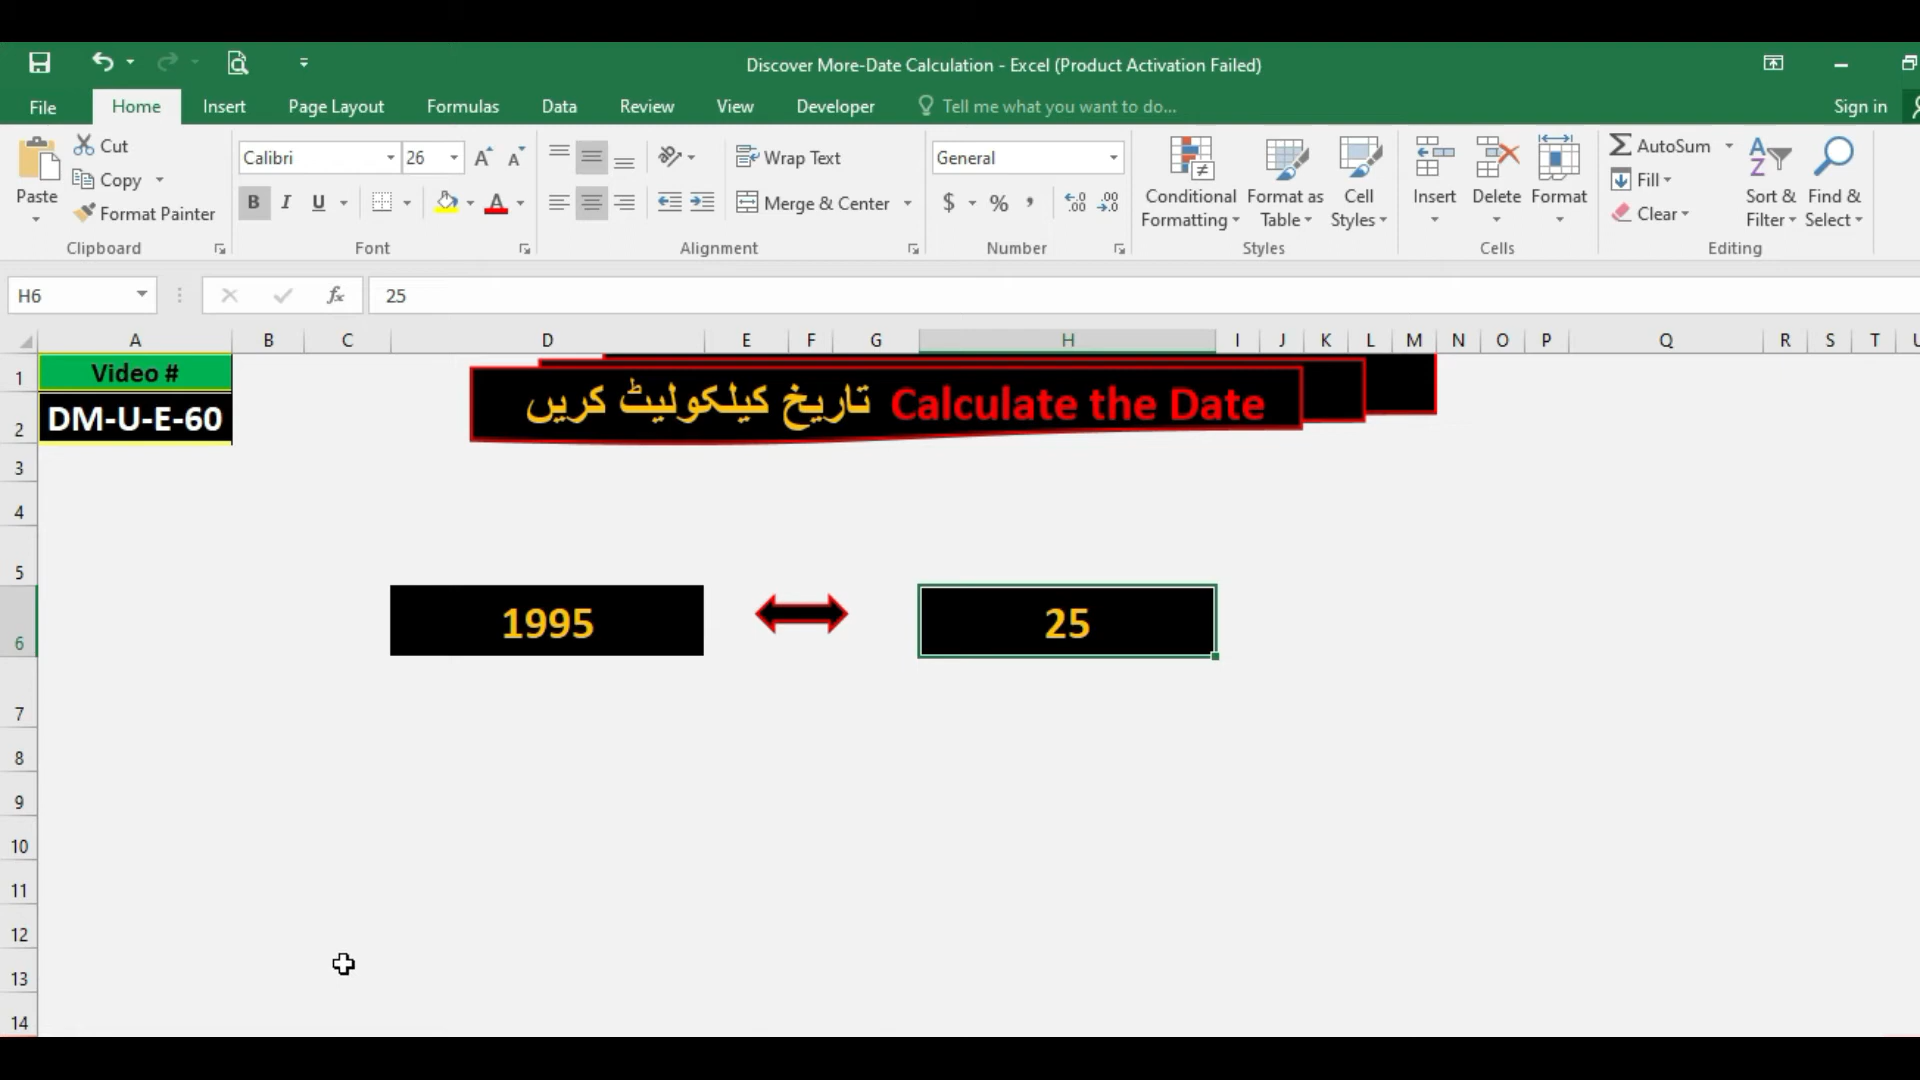 Discover More-Date Calculation - Excel (Product Activation Failed)
File Home Insert Page Layout Formulas Data Review View Developer Tell me what you want to do... Sign in
Paste
Cut
Copy
Format Painter
Clipboard
Calibri 26
B I U
Font
Wrap Text
Merge & Center
Alignment
General
$ % ,
Number
Conditional Formatting
Format as Table
Cell Styles
Styles
Insert Delete Format
Cells
AutoSum
Fill
Clear
Sort & Filter
Find & Select
Editing
H6 fx 25
A B C D E F G H I J K L M N O P Q R S T U
1 Video #
2 DM-U-E-60
تاریخ کیلکولیٹ کریں Calculate the Date
3
4
5
6 1995 25
7
8
9
10
11
12
13
14